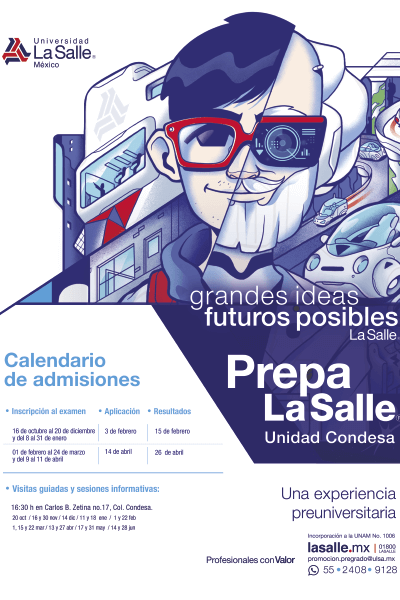 Universidad
La Salle®
México
grandes ideas
futuros posibles
La Salle
Prepa
La Salle
Unidad Condesa
Calendario
de admisiones
• Inscripción al examen • Aplicación • Resultados
16 de octubre al 20 de diciembre
y del 8 al 31 de enero
3 de febrero
15 de febrero
01 de febrero al 24 de marzo
y del 9 al 11 de abril
14 de abril
26 de abril
• Visitas guiadas y sesiones informativas:
16:30 h en Carlos B. Zetina no.17, Col. Condesa.
20 oct / 16 y 30 nov / 14 dic / 11 y 18 ene / 1 y 22 feb
1, 15 y 22 mar / 13 y 27 abr / 17 y 31 may / 14 y 28 jun
Una experiencia
preuniversitaria
Incorporación a la UNAM No. 1006
lasalle.mx | 01800 LASALLE
promocion.pregrado@ulsa.mx
55•2408•9128
Profesionales con Valor